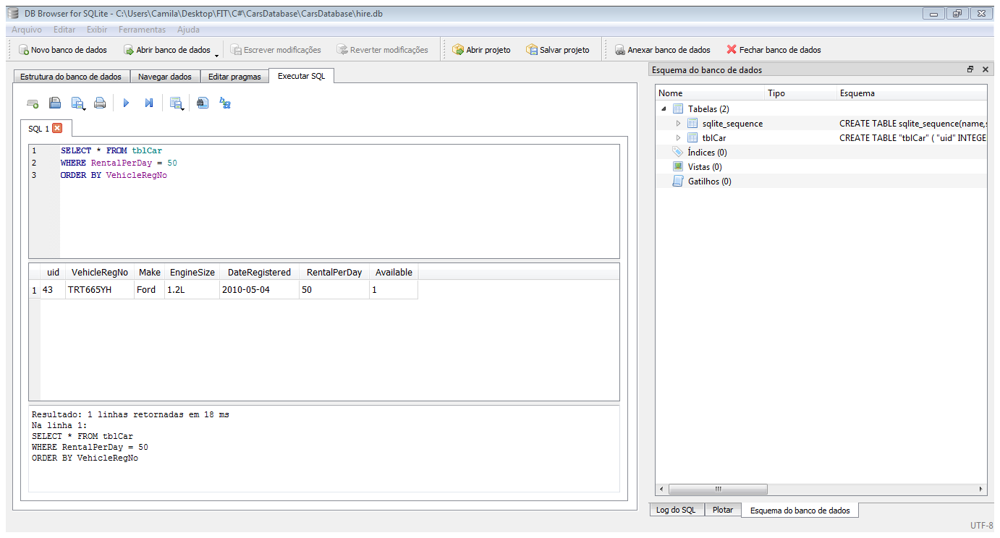 DB Browser for SQLite - C:\Users\Camila\Desktop\FIT\C#\CarsDatabase\CarsDatabase\hire.db
Arquivo Editar Exibir Ferramentas Ajuda
Novo banco de dados Abrir banco de dados Escrever modificações Reverter modificações Abrir projeto Salvar projeto Anexar banco de dados Fechar banco de dados
Estrutura do banco de dados Navegar dados Editar pragmas Executar SQL
SQL 1
1 SELECT * FROM tblCar
2 WHERE RentalPerDay = 50
3 ORDER BY VehicleRegNo
uid VehicleRegNo Make EngineSize DateRegistered RentalPerDay Available
1 43 TRT665YH Ford 1.2L 2010-05-04 50 1
Resultado: 1 linhas retornadas em 18 ms
Na linha 1:
SELECT * FROM tblCar
WHERE RentalPerDay = 50
ORDER BY VehicleRegNo
Esquema do banco de dados
Nome Tipo Esquema
Tabelas (2)
sqlite_sequence CREATE TABLE sqlite_sequence(name,s
tblCar CREATE TABLE "tblCar" ( "uid" INTEGE
Índices (0)
Vistas (0)
Gatilhos (0)
Log do SQL Plotar Esquema do banco de dados
UTF-8